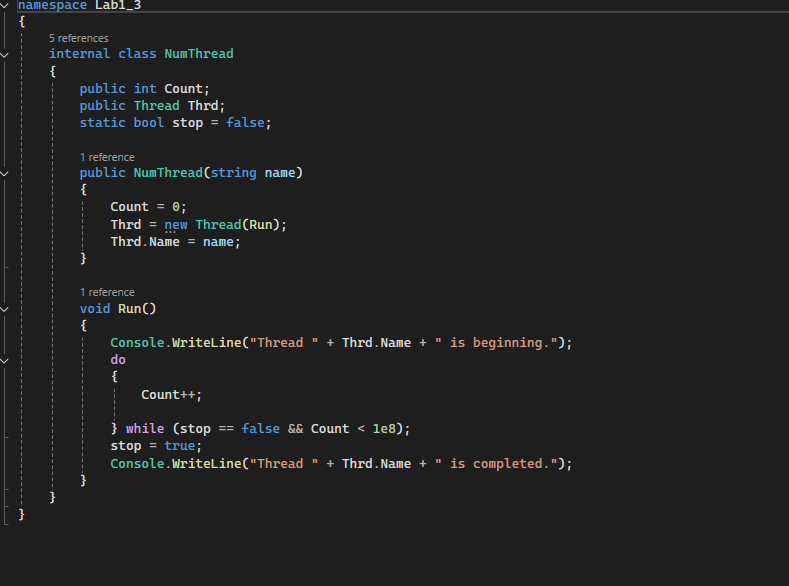 namespace Lab1_3
{
5 references
internal class NumThread
{
public int Count;
public Thread Thrd;
static bool stop = false;
1 reference
public NumThread(string name)
{
Count = 0;
Thrd = new Thread(Run);
Thrd.Name = name;
}
1 reference
void Run()
{
Console.WriteLine("Thread " + Thrd.Name + " is beginning.");
do
{
Count++;
} while (stop == false && Count < 1e8);
stop = true;
Console.WriteLine("Thread " + Thrd.Name + " is completed.");
}
}
}